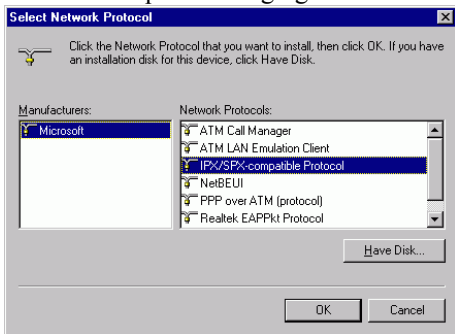 Select Network Protocol
Click the Network Protocol that you want to install, then click OK. If you have
an installation disk for this device, click Have Disk.
Manufacturers:
Microsoft
Network Protocols:
ATM Call Manager
ATM LAN Emulation Client
IPX/SPX-compatible Protocol
NetBEUI
PPP over ATM (protocol)
Realtek EAPPkt Protocol
Have Disk...
OK
Cancel